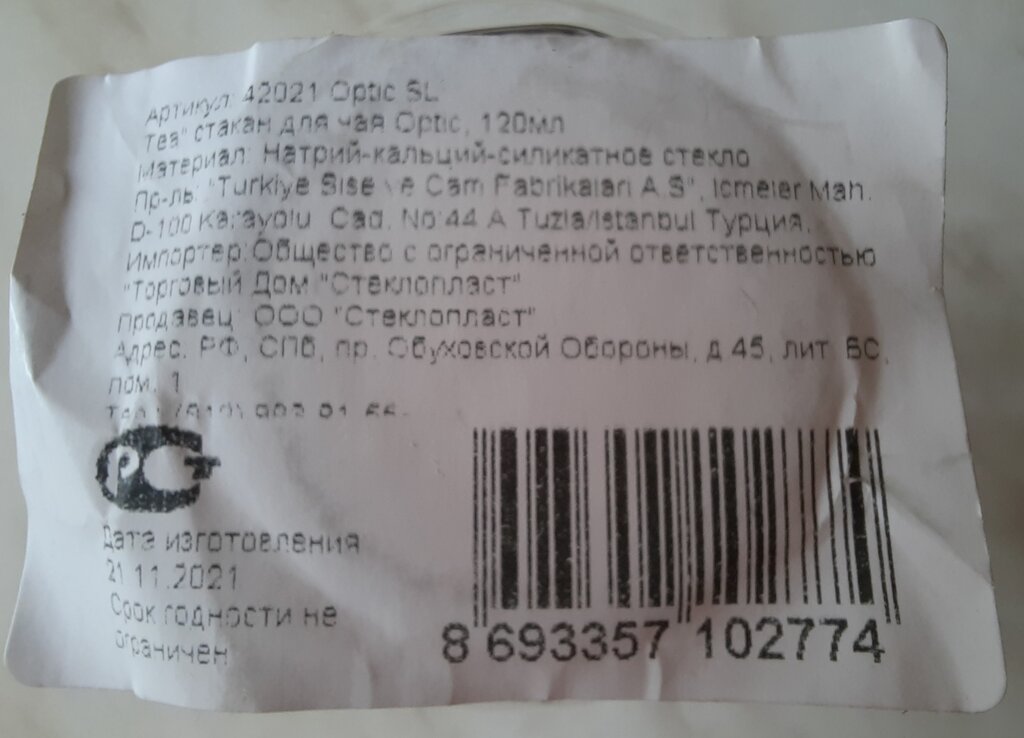 Артикул: 42021 Optic SL
Tea" стакан для чая Optic, 120мл
Материал: Натрий-кальций-силикатное стекло
Пр-ль: "Turkiye Sise ve Cam Fabrikalari A.S", Icmeler Mah.
D-100 Karayolu Cad. No:44 A Tuzla/Istanbul Турция.
Импортер:Общество с ограниченной ответственностью
"Торговый Дом "Стеклопласт"
Продавец: ООО "Стеклопласт"
Адрес: РФ, СПб, пр. Обуховской Обороны, д.45, лит
пом. 1
РСТ
Дата изготовления
21.11.2021
Срок годности не
ограничен
8 693357 102774